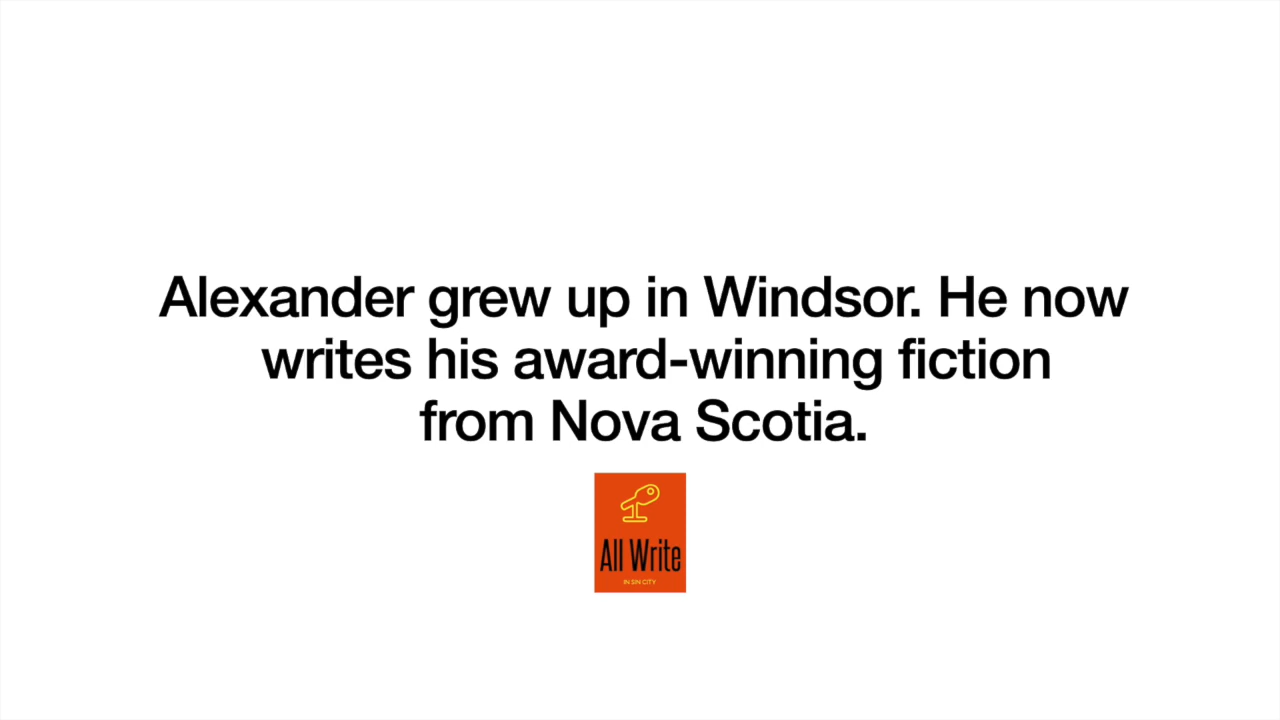 Alexander grew up in Windsor. He now
writes his award-winning fiction
from Nova Scotia.
All Write
IN SIN CITY